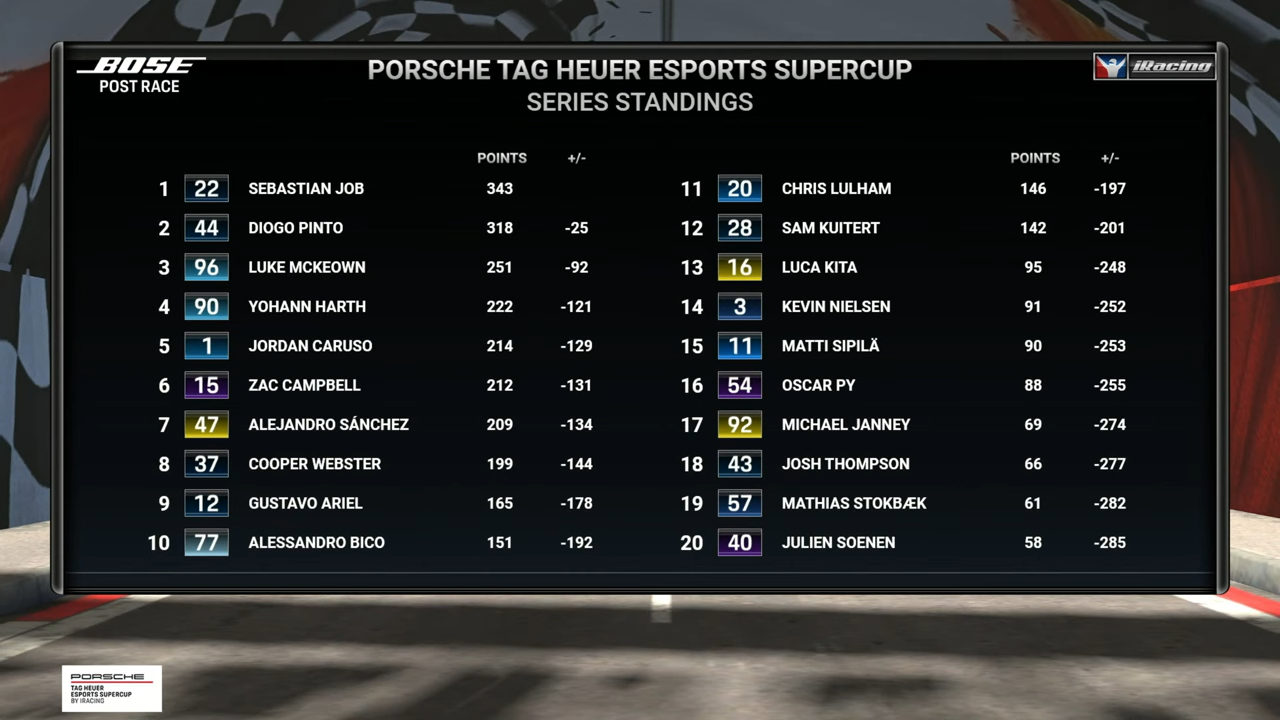 BOSE
POST RACE
PORSCHE TAG HEUER ESPORTS SUPERCUP
SERIES STANDINGS
iRacing
POINTS +/-
1 22 SEBASTIAN JOB 343
2 44 DIOGO PINTO 318 -25
3 96 LUKE MCKEOWN 251 -92
4 90 YOHANN HARTH 222 -121
5 1 JORDAN CARUSO 214 -129
6 15 ZAC CAMPBELL 212 -131
7 47 ALEJANDRO SÁNCHEZ 209 -134
8 37 COOPER WEBSTER 199 -144
9 12 GUSTAVO ARIEL 165 -178
10 77 ALESSANDRO BICO 151 -192
POINTS +/-
11 20 CHRIS LULHAM 146 -197
12 28 SAM KUITERT 142 -201
13 16 LUCA KITA 95 -248
14 3 KEVIN NIELSEN 91 -252
15 11 MATTI SIPILÄ 90 -253
16 54 OSCAR PY 88 -255
17 92 MICHAEL JANNEY 69 -274
18 43 JOSH THOMPSON 66 -277
19 57 MATHIAS STOKBÆK 61 -282
20 40 JULIEN SOENEN 58 -285
PORSCHE
TAG HEUER
ESPORTS SUPERCUP
BY IRACING